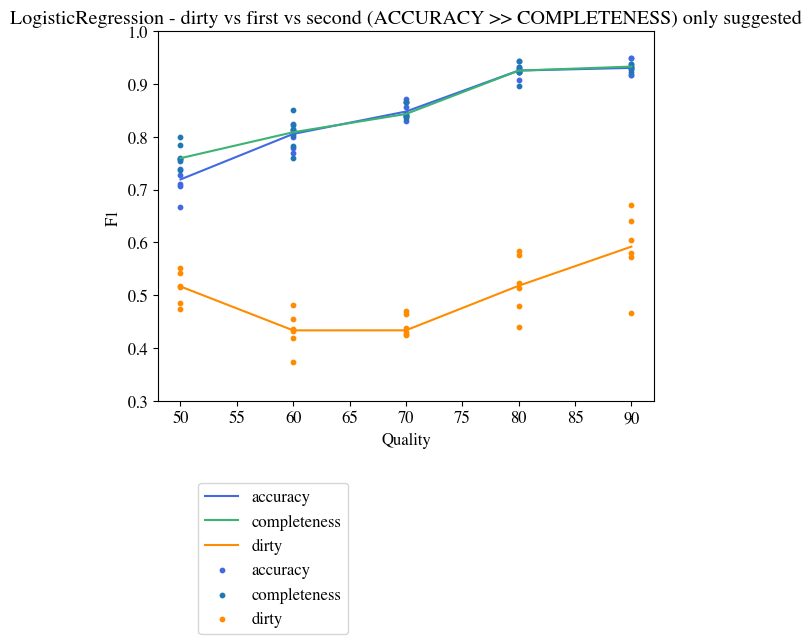 LogisticRegression - dirty vs first vs second (ACCURACY >> COMPLETENESS) only suggested
1.0
0.9
0.8
0.7
0.6
0.5
0.4
0.3
F1
50 55 60 65 70 75 80 85 90
Quality
accuracy
completeness
dirty
accuracy
completeness
dirty